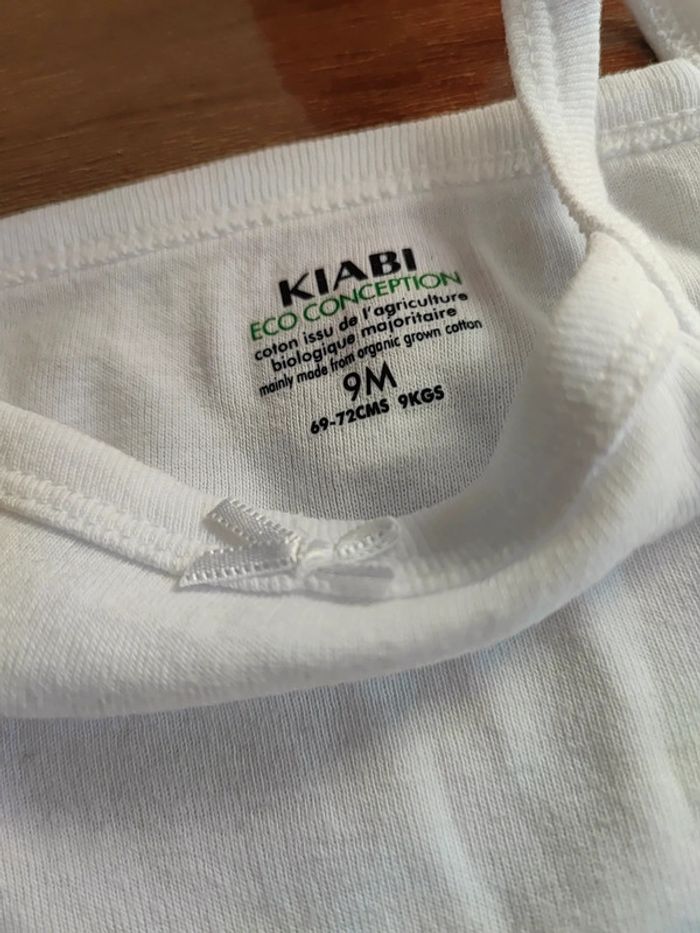 KIABI
ECO CONCEPTION
coton issu de l'agriculture
biologique majoritaire
mainly made from organic grown cotton
9M
69-72CMS 9KGS